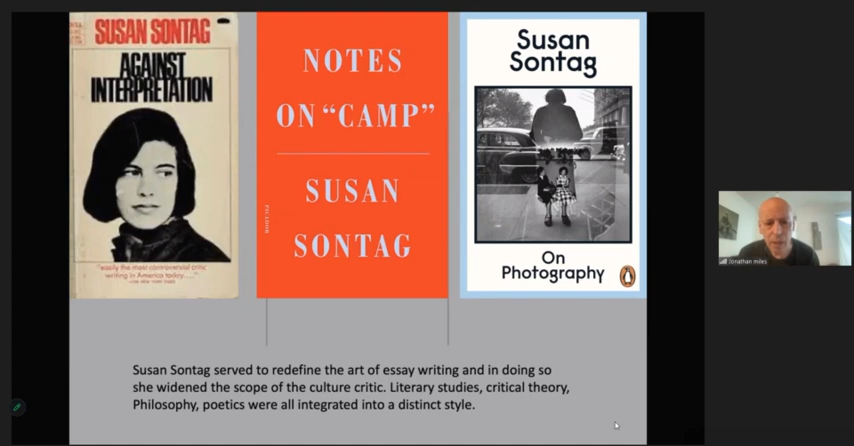 SUSAN SONTAG
AGAINST
INTERPRETATION
"easily the most controversial critic
writing in America today...."
NOTES
ON “CAMP”
SUSAN
SONTAG
PICADOR
Susan
Sontag
On
Photography
Susan Sontag served to redefine the art of essay writing and in doing so
she widened the scope of the culture critic. Literary studies, critical theory,
Philosophy, poetics were all integrated into a distinct style.
Jonathan miles